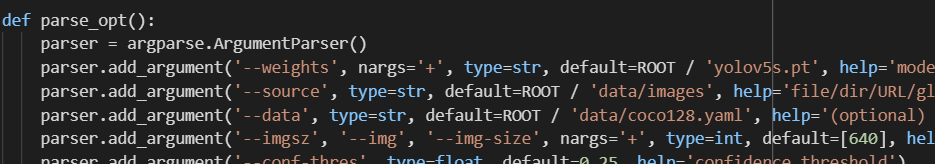 def parse_opt():
    parser = argparse.ArgumentParser()
    parser.add_argument('--weights', nargs='+', type=str, default=ROOT / 'yolov5s.pt', help='mode
    parser.add_argument('--source', type=str, default=ROOT / 'data/images', help='file/dir/URL/gl
    parser.add_argument('--data', type=str, default=ROOT / 'data/coco128.yaml', help='(optional)
    parser.add_argument('--imgsz', '--img', '--img-size', nargs='+', type=int, default=[640], hel
    parser.add_argument('--conf-thres', type=float, default=0.25, help='confidence threshold')